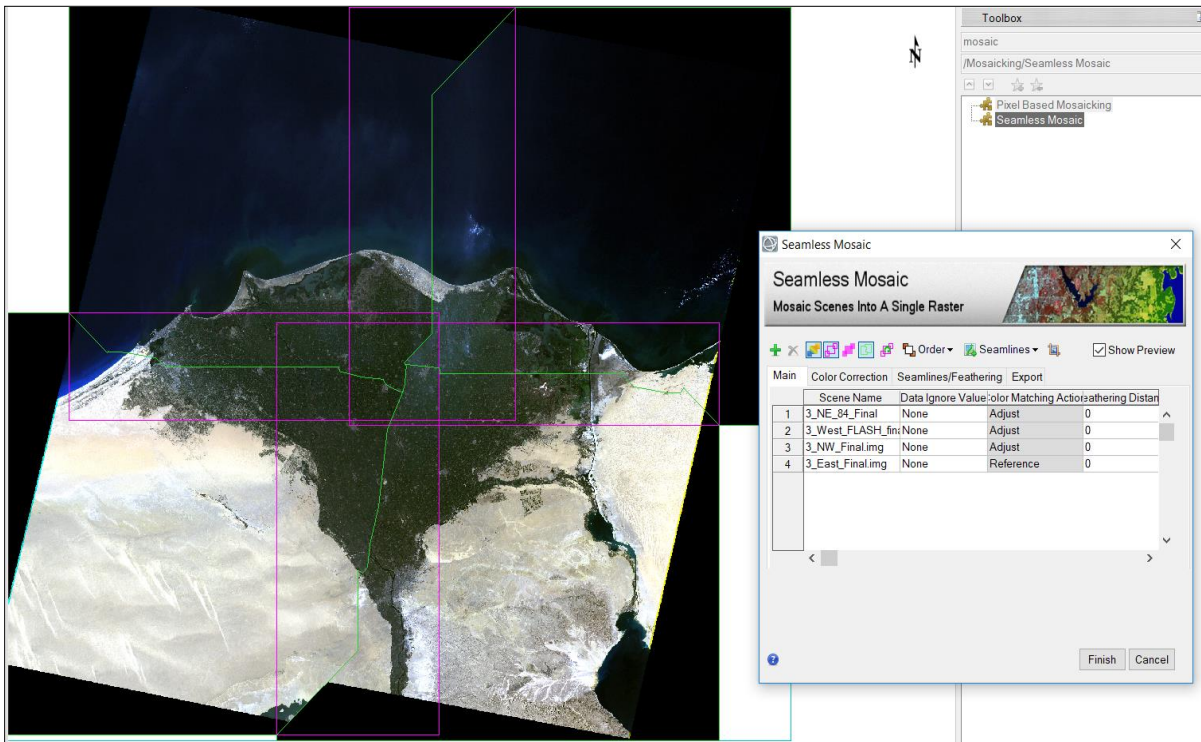 Toolbox
mosaic
/Mosaicking/Seamless Mosaic
Pixel Based Mosaicking
Seamless Mosaic
N
Seamless Mosaic
Seamless Mosaic
Mosaic Scenes Into A Single Raster
Order Seamlines Show Preview
Main Color Correction Seamlines/Feathering Export
Scene Name Data Ignore Value Color Matching Action eathering Distan
1 3_NE_84_Final None Adjust 0
2 3_West_FLASH_fin None Adjust 0
3 3_NW_Final.img None Adjust 0
4 3_East_Final.img None Reference 0
Finish Cancel